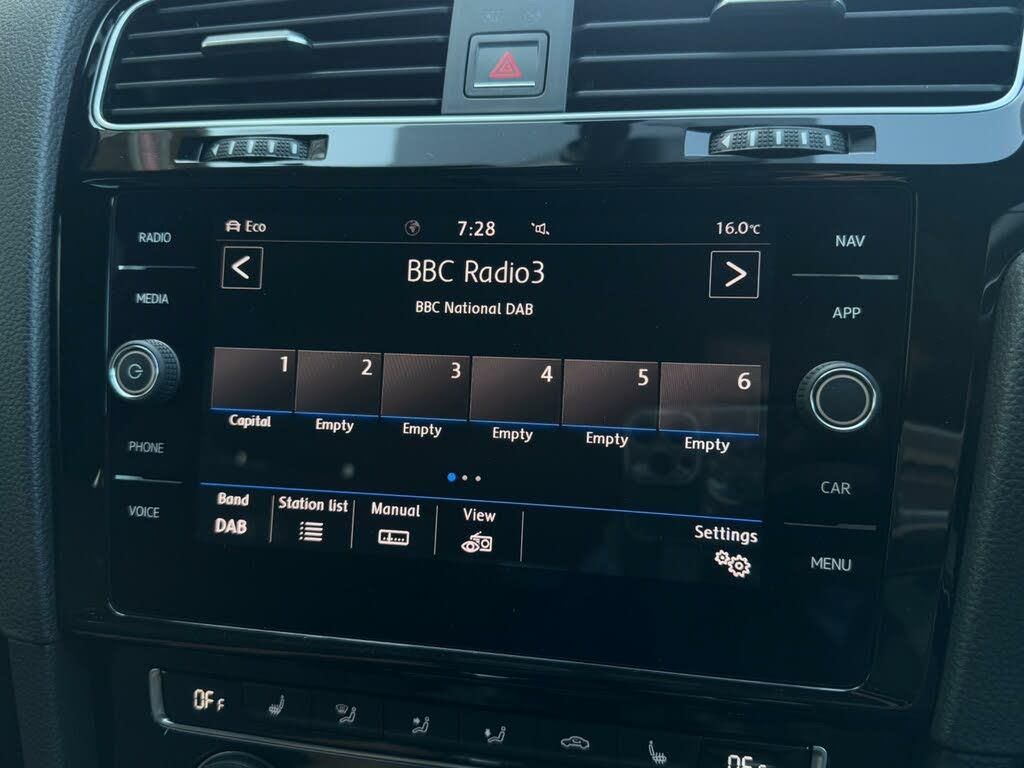 RADIO
MEDIA
PHONE
VOICE
Eco 7:28 16.0°C
BBC Radio3
BBC National DAB
1 2 3 4 5 6
Capital Empty Empty Empty Empty Empty
Band Station list Manual View Settings
DAB
NAV
APP
CAR
MENU
OFF